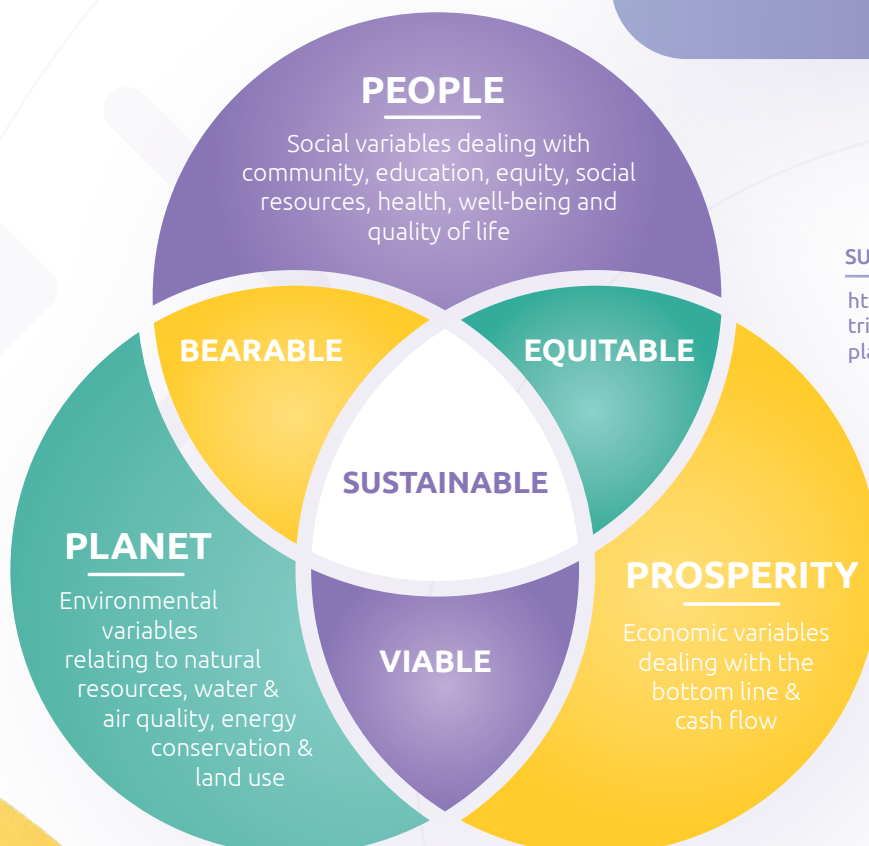 PEOPLE
Social variables dealing with
community, education, equity, social
resources, health, well-being and
quality of life
BEARABLE
EQUITABLE
SUSTAINABLE
PLANET
Environmental
variables
relating to natural
resources, water &
air quality, energy
conservation &
land use
VIABLE
PROSPERITY
Economic variables
dealing with the
bottom line &
cash flow